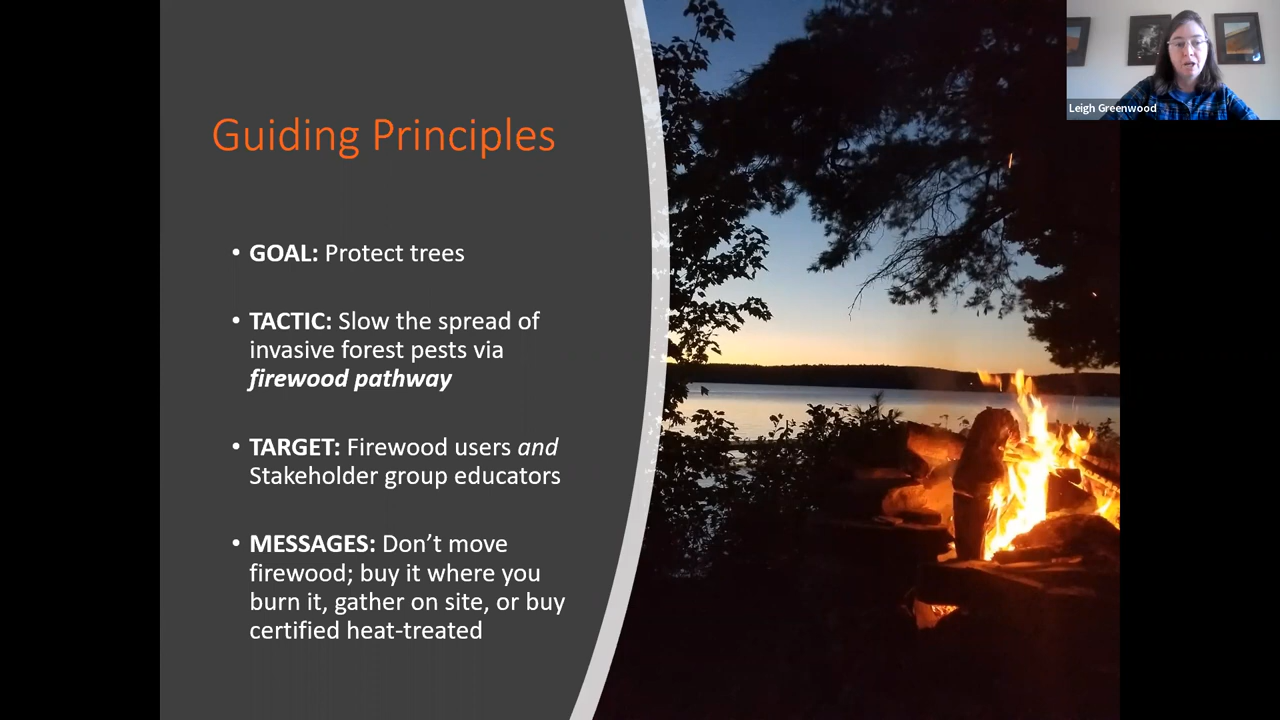 Guiding Principles
• GOAL: Protect trees
• TACTIC: Slow the spread of
invasive forest pests via
firewood pathway
• TARGET: Firewood users and
Stakeholder group educators
• MESSAGES: Don’t move
firewood; buy it where you
burn it, gather on site, or buy
certified heat-treated
Leigh Greenwood